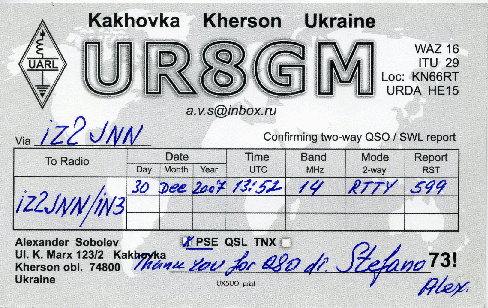 Kakhovka Kherson Ukraine
UARL
UR8GM
WAZ 16
ITU 29
Loc: KN66RT
URDA HE15
a.v.s@inbox.ru
Via IZ2JNN
Confirming two-way QSO / SWL report
To Radio Date Time Band Mode Report
Day Month Year UTC MHz 2-way RST
IZ2JNN/IN3 30 Dec 2007 13:52 14 RTTY 599
Alexander Sobolev
X PSE QSL TNX
Ul. K. Marx 123/2 Kakhovka
Kherson obl. 74800
Ukraine
Thank You for QSO dr. Stefano 73!
UX5UO print
Alex.